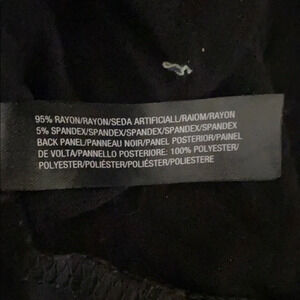 95% RAYON/RAYON/SEDA ARTIFICIALL/RAIOM/RAYON
5% SPANDEX/SPANDEX/SPANDEX/SPANDEX/SPANDEX
BACK PANEL/PANNEAU NOIR/PANEL POSTERIOR/PAINEL
DE VOLTA/PANNELLO POSTERIORE: 100% POLYESTER/
POLYESTER/POLIÉSTER/POLIÉSTER/POLIESTERE